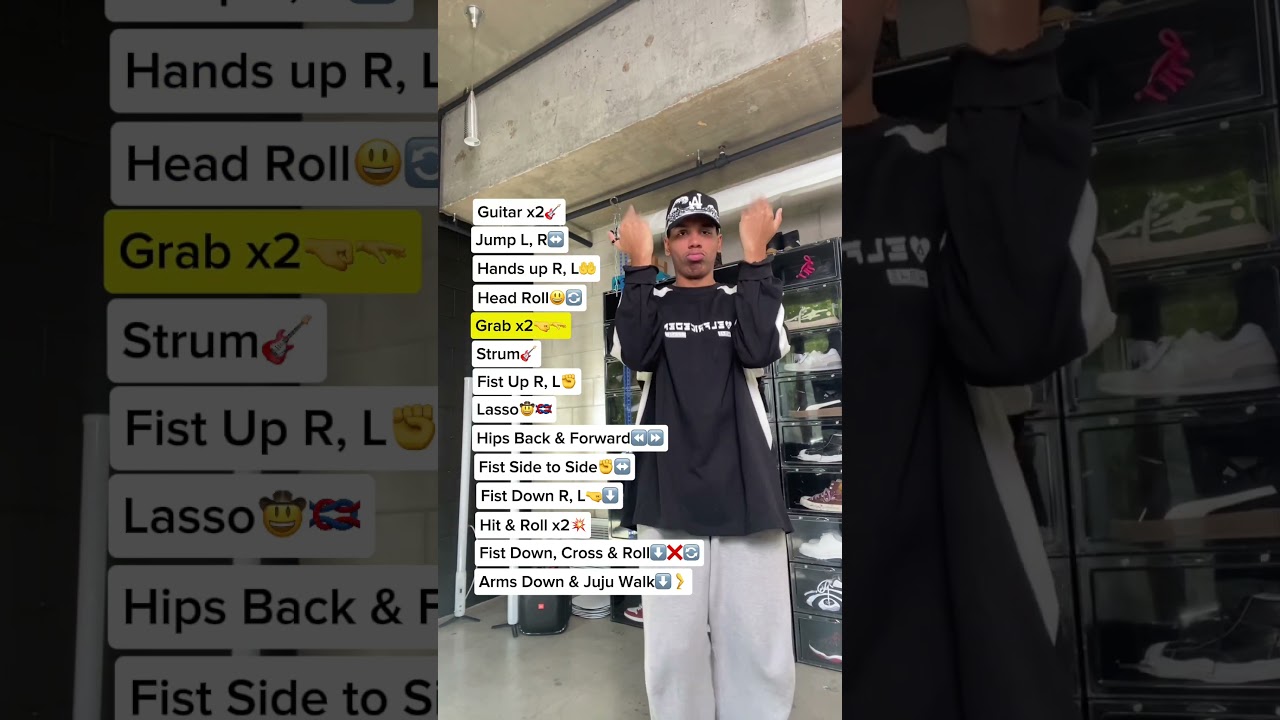 Hands up R, L
Head Roll😃🔄
Grab x2🤛🫳
Strum🎸
Fist Up R, L✊
Lasso🤠🪢
Hips Back & F
Fist Side to Si
Guitar x2🎸
Jump L, R↔️
Hands up R, L🤲
Head Roll😃🔄
Grab x2🤛🫳
Strum🎸
Fist Up R, L✊
Lasso🤠🪢
Hips Back & Forward⏪⏩
Fist Side to Side✊↔️
Fist Down R, L🤜⬇️
Hit & Roll x2💥
Fist Down, Cross & Roll⬇️❌🔄
Arms Down & Juju Walk⬇️🦵
LA